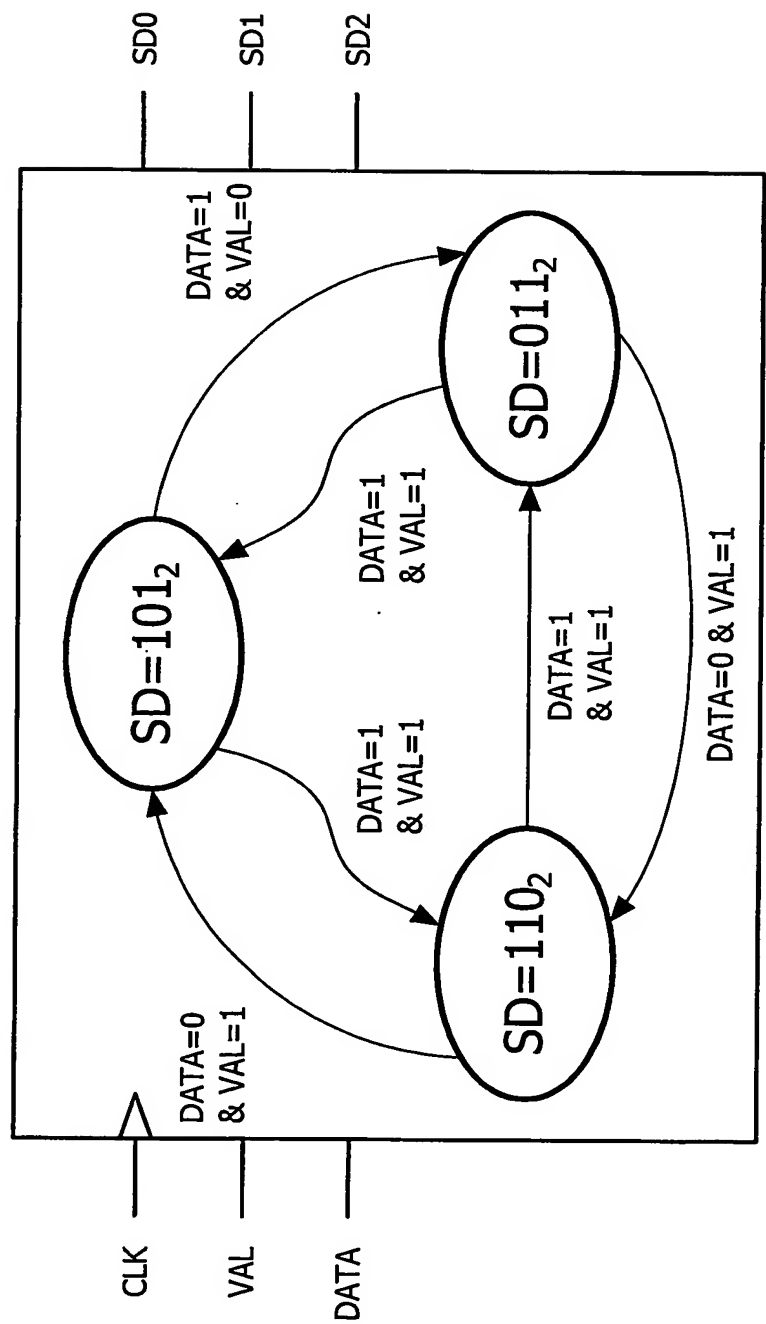 CLK
VAL
DATA
DATA=0
& VAL=1
SD=101₂
DATA=1
& VAL=0
SD0
SD1
SD2
DATA=1
& VAL=1
DATA=1
& VAL=1
SD=110₂
DATA=1
& VAL=1
SD=011₂
DATA=0 & VAL=1